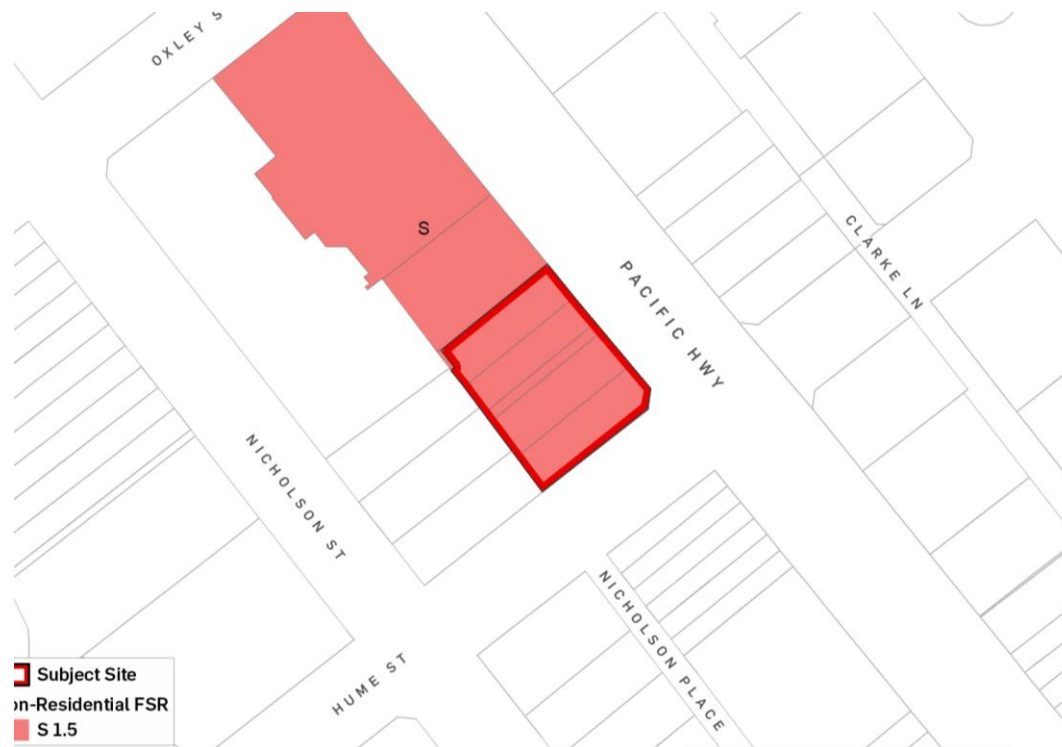 OXLEY S
S
PACIFIC HWY
CLARKE LN
NICHOLSON ST
NICHOLSON PLACE
HUME ST
Subject Site
on-Residential FSR
S 1.5